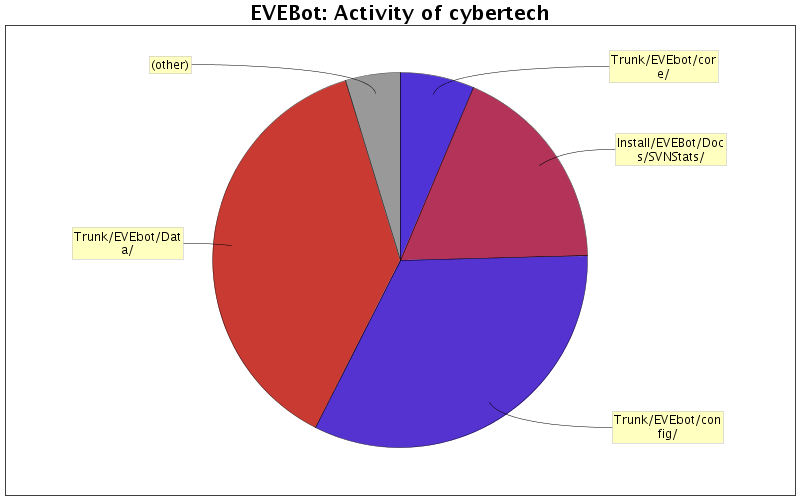 EVEBot: Activity of cybertech
(other)
Trunk/EVEbot/cor
e/
Install/EVEBot/Doc
s/SVNStats/
Trunk/EVEbot/Dat
a/
Trunk/EVEbot/con
fig/